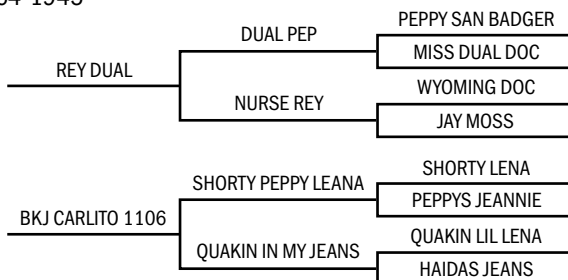 DUAL PEP
PEPPY SAN BADGER
MISS DUAL DOC
REY DUAL
NURSE REY
WYOMING DOC
JAY MOSS
SHORTY PEPPY LEANA
SHORTY LENA
PEPPYS JEANNIE
BKJ CARLITO 1106
QUAKIN IN MY JEANS
QUAKIN LIL LENA
HAIDAS JEANS